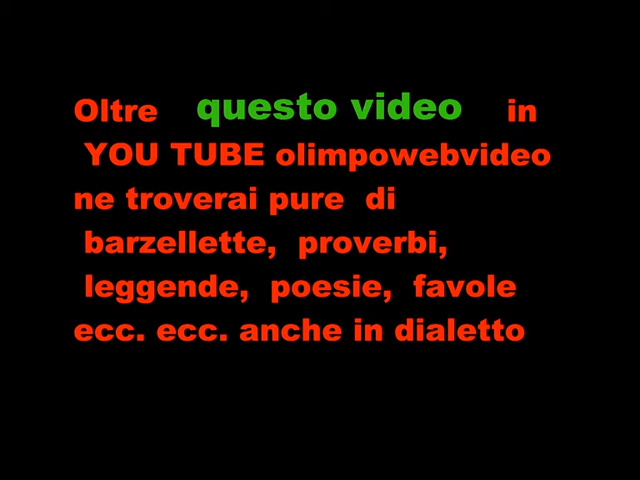 Oltre questo video in
YOU TUBE olimpowebvideo
ne troverai pure di
barzellette, proverbi,
leggende, poesie, favole
ecc. ecc. anche in dialetto